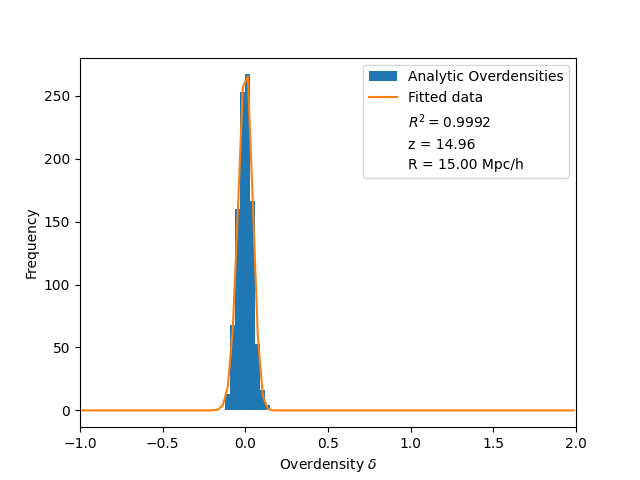 Analytic Overdensities
Fitted data
R² = 0.9992
z = 14.96
R = 15.00 Mpc/h
Frequency
250
200
150
100
50
0
−1.0 −0.5 0.0 0.5 1.0 1.5 2.0
Overdensity δ